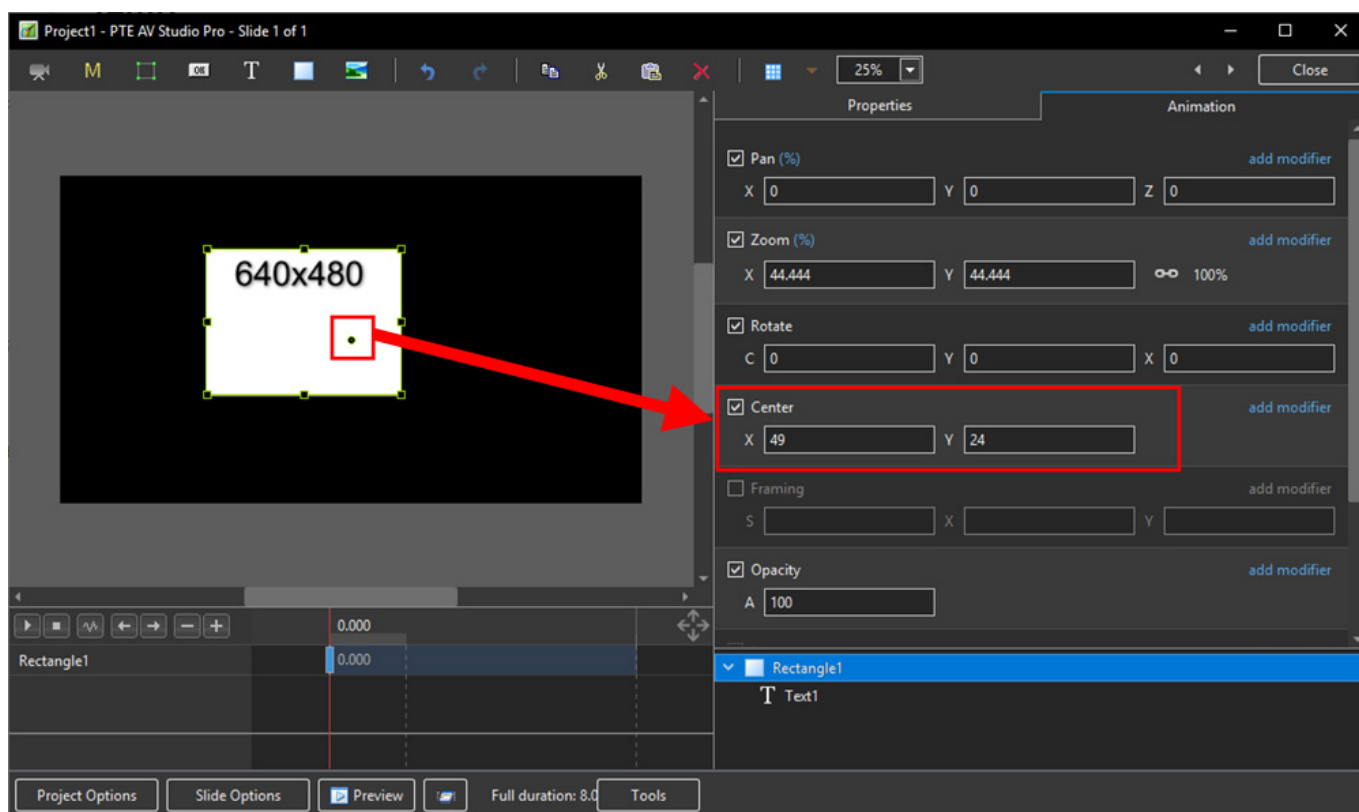 Project1 - PTE AV Studio Pro - Slide 1 of 1
M OK T 25% Close
Properties Animation
Pan (%) add modifier
X 0 Y 0 Z 0
Zoom (%) add modifier
X 44.444 Y 44.444 100%
Rotate add modifier
C 0 Y 0 X 0
Center add modifier
X 49 Y 24
Framing add modifier
S X Y
Opacity add modifier
A 100
640x480
0.000
Rectangle1 0.000
Rectangle1
T Text1
Project Options Slide Options Preview Full duration: 8.0 Tools